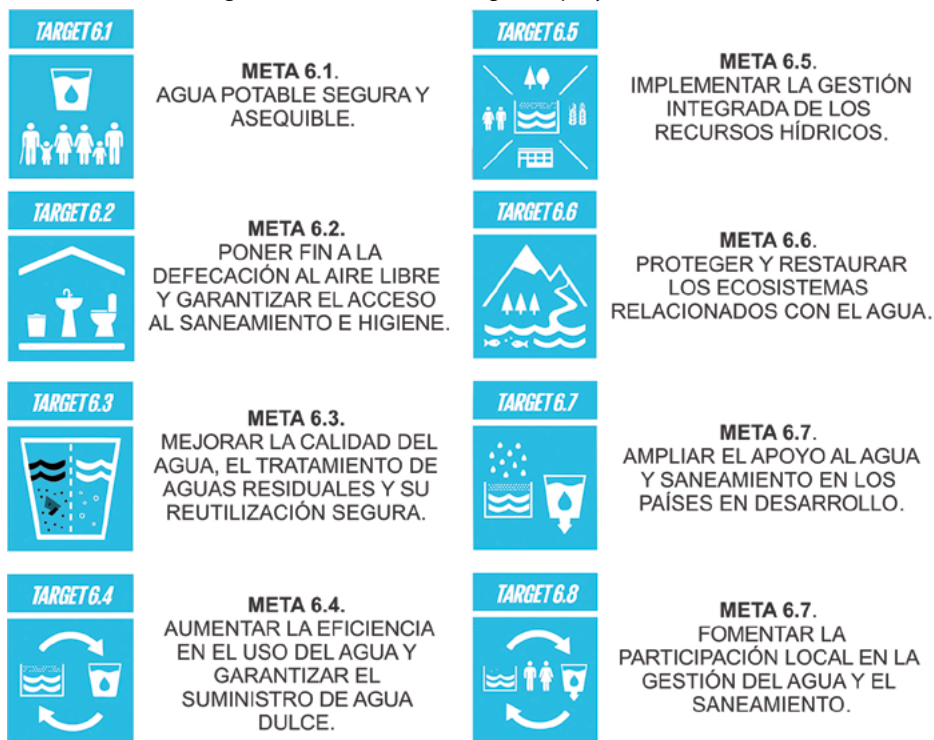 TARGET 6.1
META 6.1.
AGUA POTABLE SEGURA Y
ASEQUIBLE.
TARGET 6.2
META 6.2.
PONER FIN A LA
DEFECACIÓN AL AIRE LIBRE
Y GARANTIZAR EL ACCESO
AL SANEAMIENTO E HIGIENE.
TARGET 6.3
META 6.3.
MEJORAR LA CALIDAD DEL
AGUA, EL TRATAMIENTO DE
AGUAS RESIDUALES Y SU
REUTILIZACIÓN SEGURA.
TARGET 6.4
META 6.4.
AUMENTAR LA EFICIENCIA
EN EL USO DEL AGUA Y
GARANTIZAR EL
SUMINISTRO DE AGUA
DULCE.
TARGET 6.5
META 6.5.
IMPLEMENTAR LA GESTIÓN
INTEGRADA DE LOS
RECURSOS HÍDRICOS.
TARGET 6.6
META 6.6.
PROTEGER Y RESTAURAR
LOS ECOSISTEMAS
RELACIONADOS CON EL AGUA.
TARGET 6.7
META 6.7.
AMPLIAR EL APOYO AL AGUA
Y SANEAMIENTO EN LOS
PAÍSES EN DESARROLLO.
TARGET 6.8
META 6.7.
FOMENTAR LA
PARTICIPACIÓN LOCAL EN LA
GESTIÓN DEL AGUA Y EL
SANEAMIENTO.